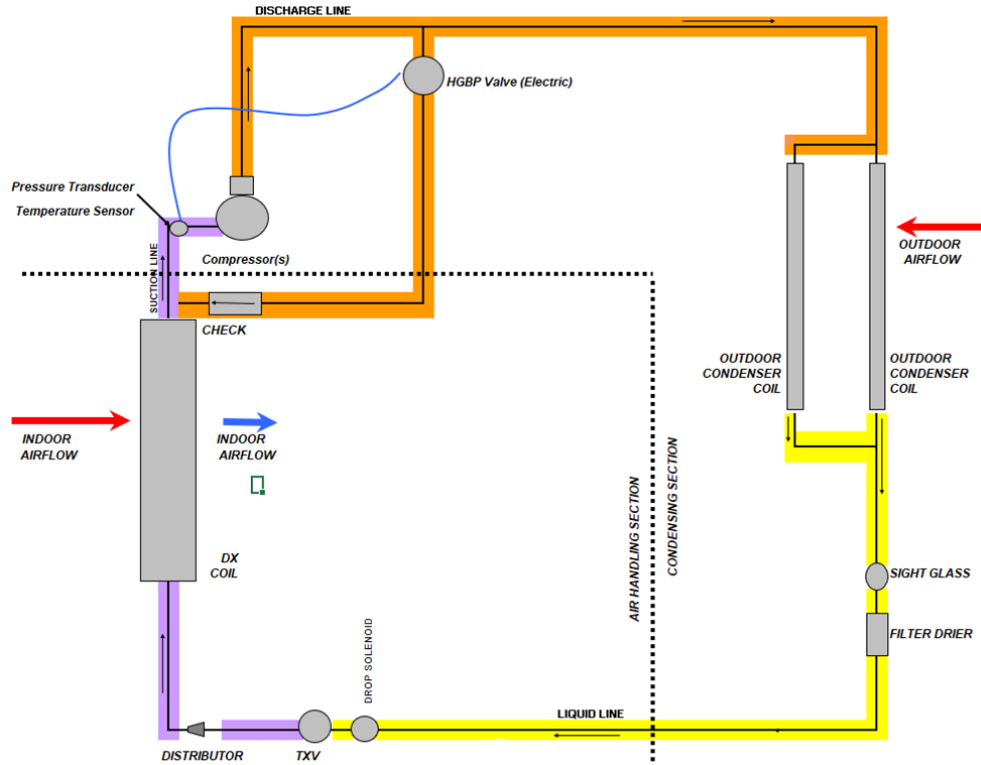 DISCHARGE LINE
HGBP Valve (Electric)
Pressure Transducer
Temperature Sensor
SUCTION LINE
Compressor(s)
CHECK
OUTDOOR
AIRFLOW
OUTDOOR
CONDENSER
COIL
OUTDOOR
CONDENSER
COIL
INDOOR
AIRFLOW
INDOOR
AIRFLOW
DX
COIL
AIR HANDLING SECTION
CONDENSING SECTION
SIGHT GLASS
FILTER DRIER
DROP SOLENOID
LIQUID LINE
DISTRIBUTOR
TXV